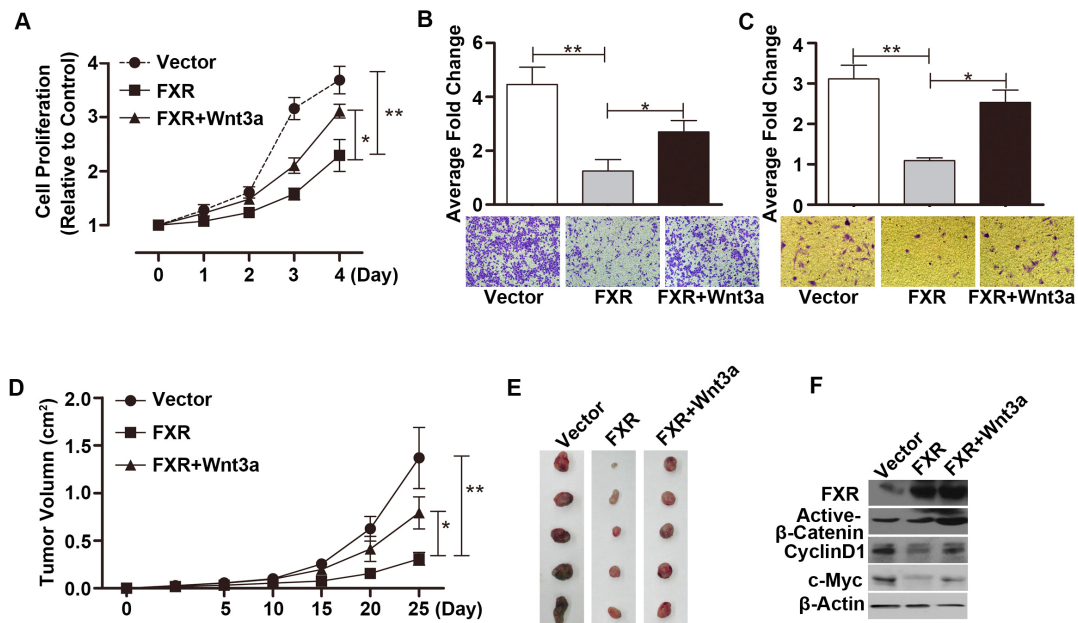 A
Cell Proliferation
(Relative to Control)
4
3
2
1
Vector
FXR
FXR+Wnt3a
*
**
0 1 2 3 4 (Day)
B
Average Fold Change
6
4
2
0
**
*
Vector FXR FXR+Wnt3a
C
Average Fold Change
4
3
2
1
0
**
*
Vector FXR FXR+Wnt3a
D
Tumor Volumn (cm²)
2.0
1.5
1.0
0.5
0.0
Vector
FXR
FXR+Wnt3a
*
**
0 5 10 15 20 25 (Day)
E
Vector FXR FXR+Wnt3a
F
Vector FXR FXR+Wnt3a
FXR
Active-
β-Catenin
CyclinD1
c-Myc
β-Actin